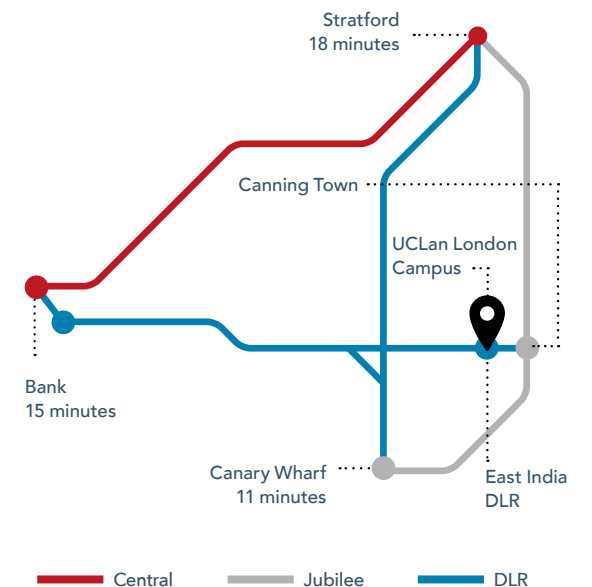 Stratford
18 minutes
Canning Town
UCLan London
Campus
Bank
15 minutes
Canary Wharf
11 minutes
East India
DLR
Central
Jubilee
DLR